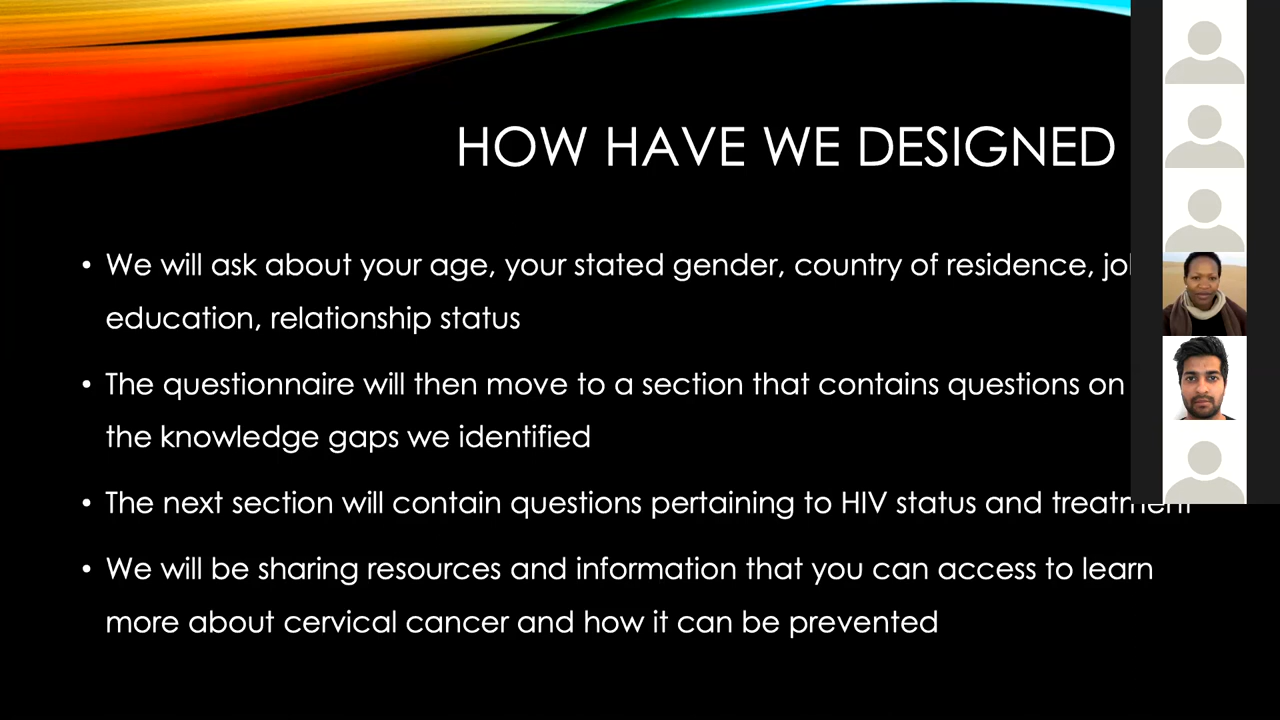 HOW HAVE WE DESIGNED
• We will ask about your age, your stated gender, country of residence,
education, relationship status
• The questionnaire will then move to a section that contains questions on
the knowledge gaps we identified
• The next section will contain questions pertaining to HIV status and treatment
• We will be sharing resources and information that you can access to learn
more about cervical cancer and how it can be prevented